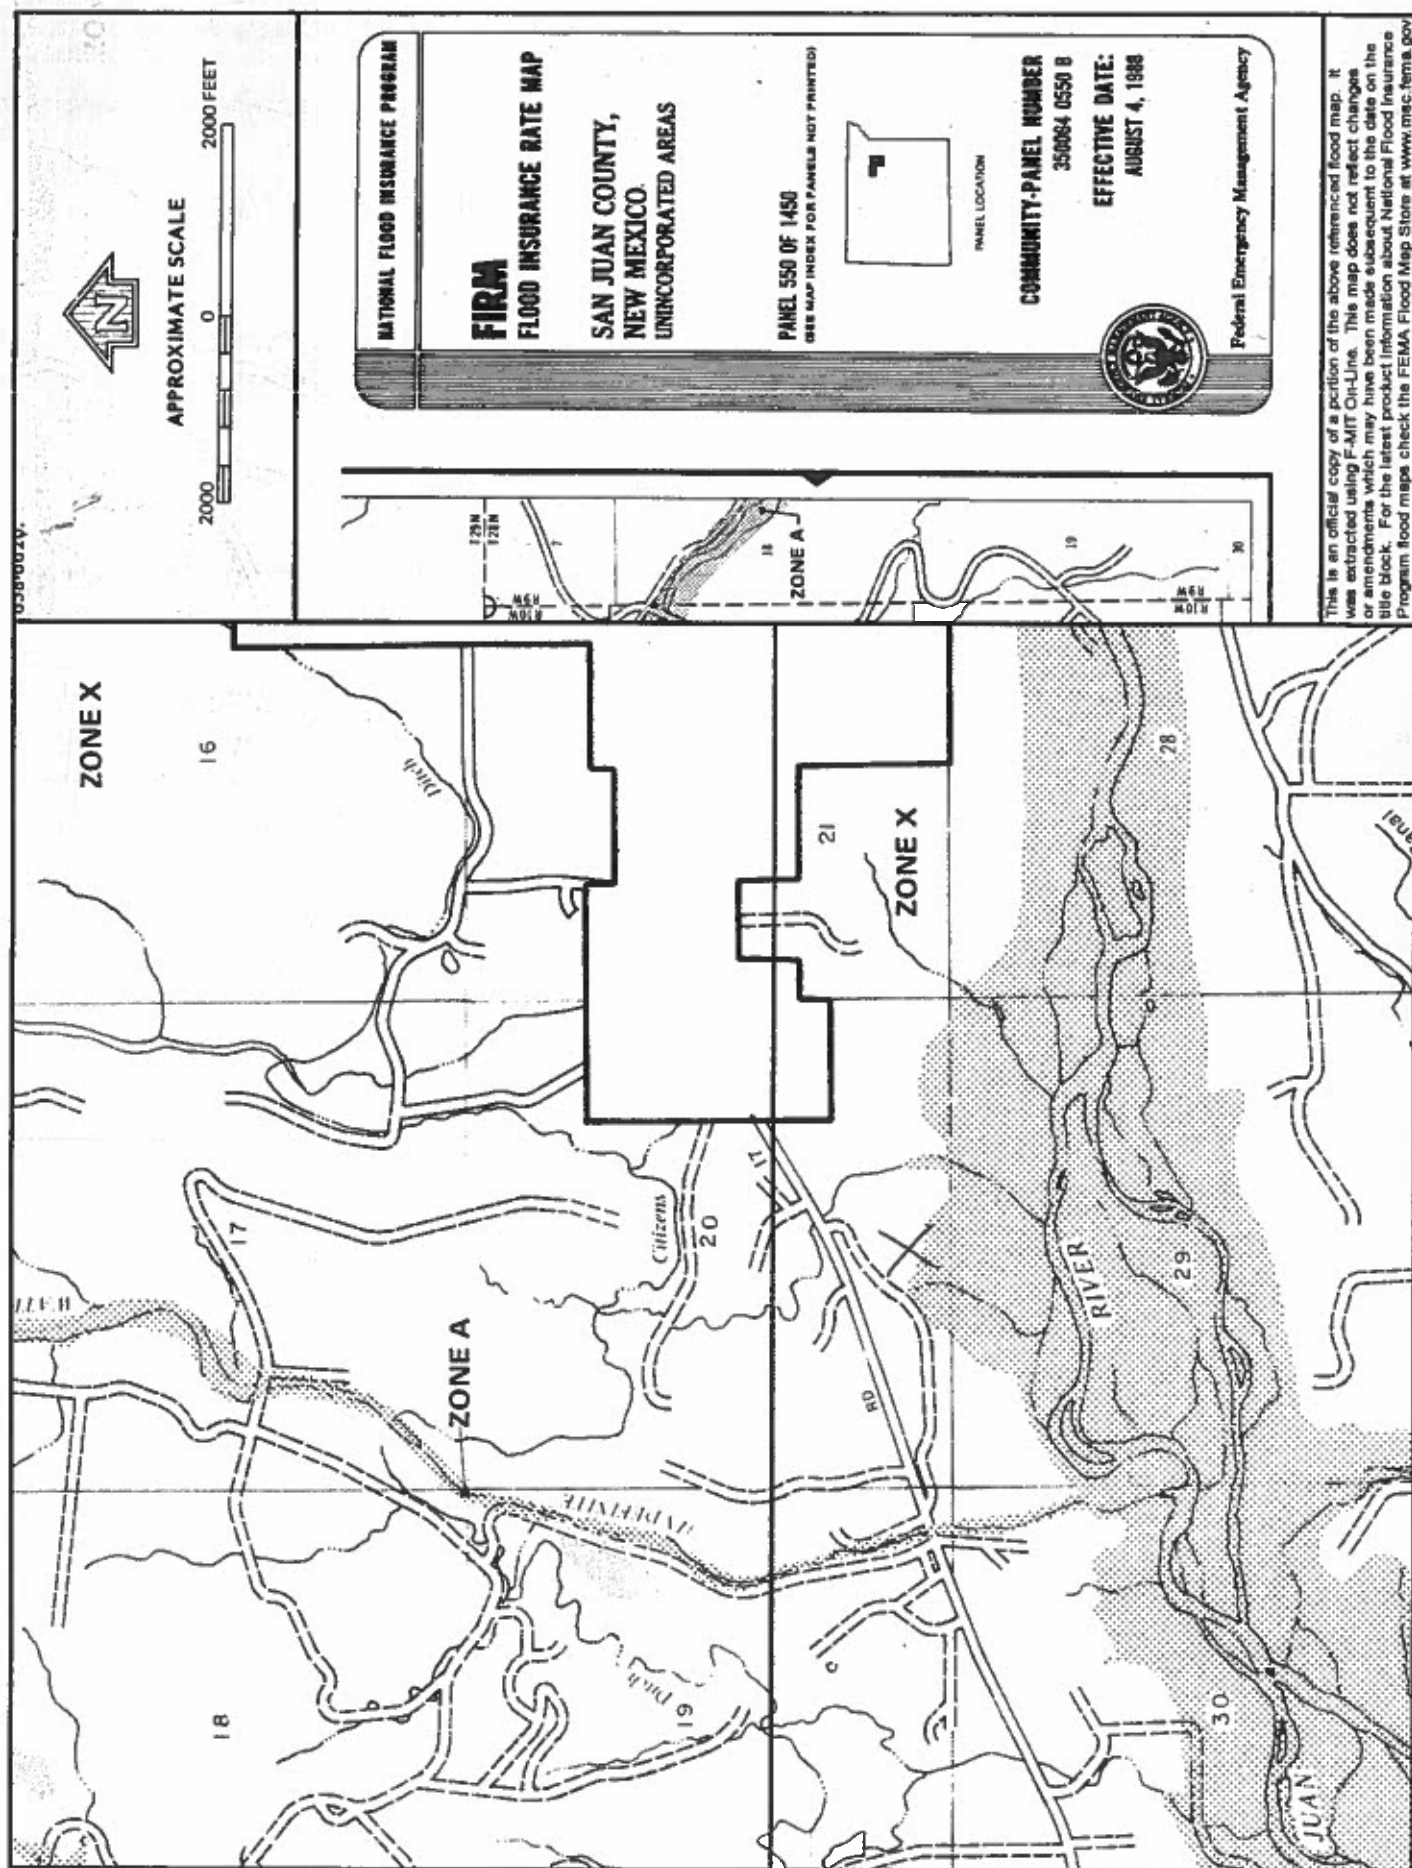 APPROXIMATE SCALE
2000 0 2000 FEET
N
NATIONAL FLOOD INSURANCE PROGRAM
FIRM
FLOOD INSURANCE RATE MAP
SAN JUAN COUNTY,
NEW MEXICO
UNINCORPORATED AREAS
PANEL 550 OF 1450
(SEE MAP INDEX FOR PANELS NOT PRINTED)
PANEL LOCATION
COMMUNITY-PANEL NUMBER
350064 0550 B
EFFECTIVE DATE:
AUGUST 4, 1988
Federal Emergency Management Agency
This is an official copy of a portion of the above referenced flood map. It
was extracted using F-MIT On-Line. This map does not reflect changes
or amendments which may have been made subsequent to the date on the
title block. For the latest product information about National Flood Insurance
Program flood maps check the FEMA Flood Map Store at www.msc.fema.gov
T29N
T28N
R10W
R9W
7
18
ZONE A
19
R10W
R9W
30
ZONE X
16
Ditch
21
ZONE X
28
17
Citizens
20
17
RD
RIVER
29
ZONE A
INDEFINITE
18
Ditch
19
30
JUAN